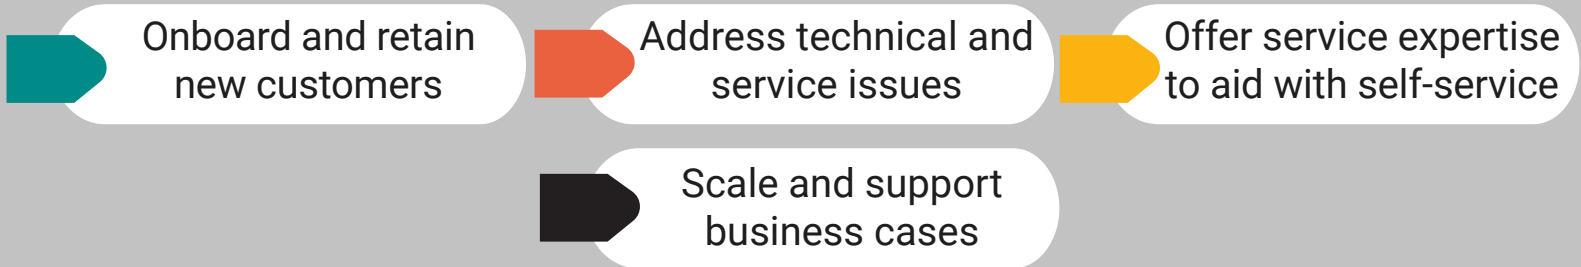 Onboard and retain
new customers
Address technical and
service issues
Offer service expertise
to aid with self-service
Scale and support
business cases